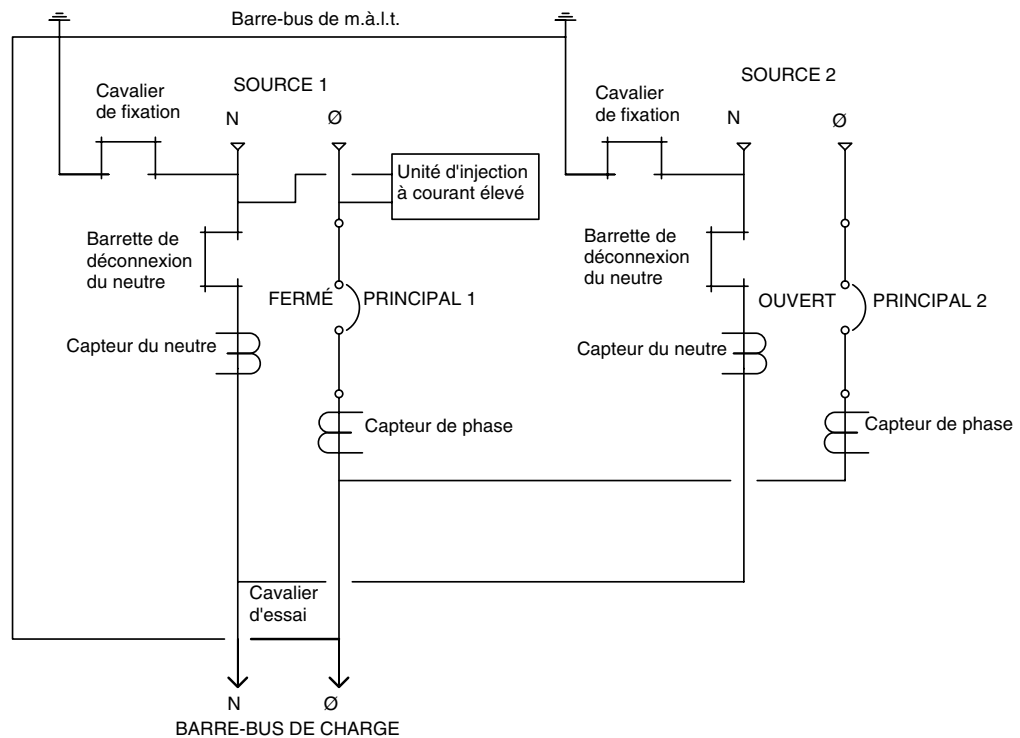 Barre-bus de m.à.l.t.
SOURCE 1
SOURCE 2
Cavalier
de fixation
N
Ø
Cavalier
de fixation
N
Ø
Unité d'injection
à courant élevé
Barrette de
déconnexion
du neutre
Barrette de
déconnexion
du neutre
FERMÉ
PRINCIPAL 1
OUVERT
PRINCIPAL 2
Capteur du neutre
Capteur du neutre
Capteur de phase
Capteur de phase
Cavalier
d'essai
N
Ø
BARRE-BUS DE CHARGE